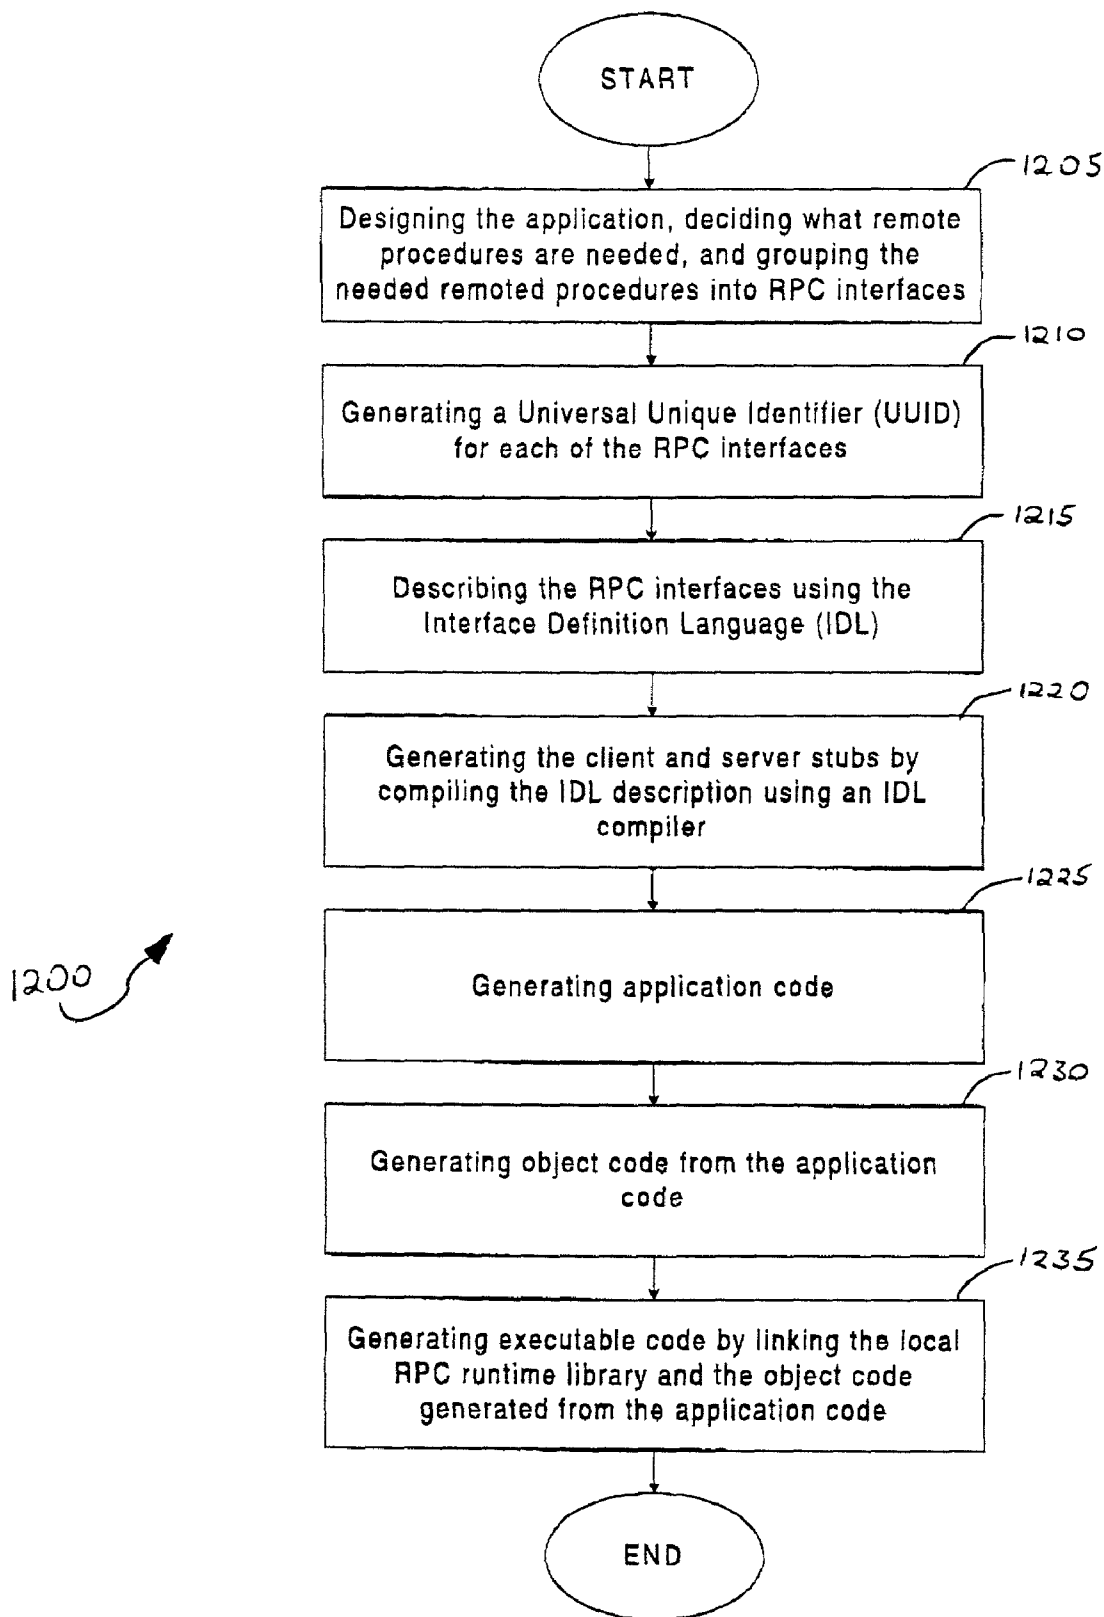 START
1205
Designing the application, deciding what remote
procedures are needed, and grouping the
needed remoted procedures into RPC interfaces
1210
Generating a Universal Unique Identifier (UUID)
for each of the RPC interfaces
1215
Describing the RPC interfaces using the
Interface Definition Language (IDL)
1220
Generating the client and server stubs by
compiling the IDL description using an IDL
compiler
1225
Generating application code
1200
1230
Generating object code from the application
code
1235
Generating executable code by linking the local
RPC runtime library and the object code
generated from the application code
END